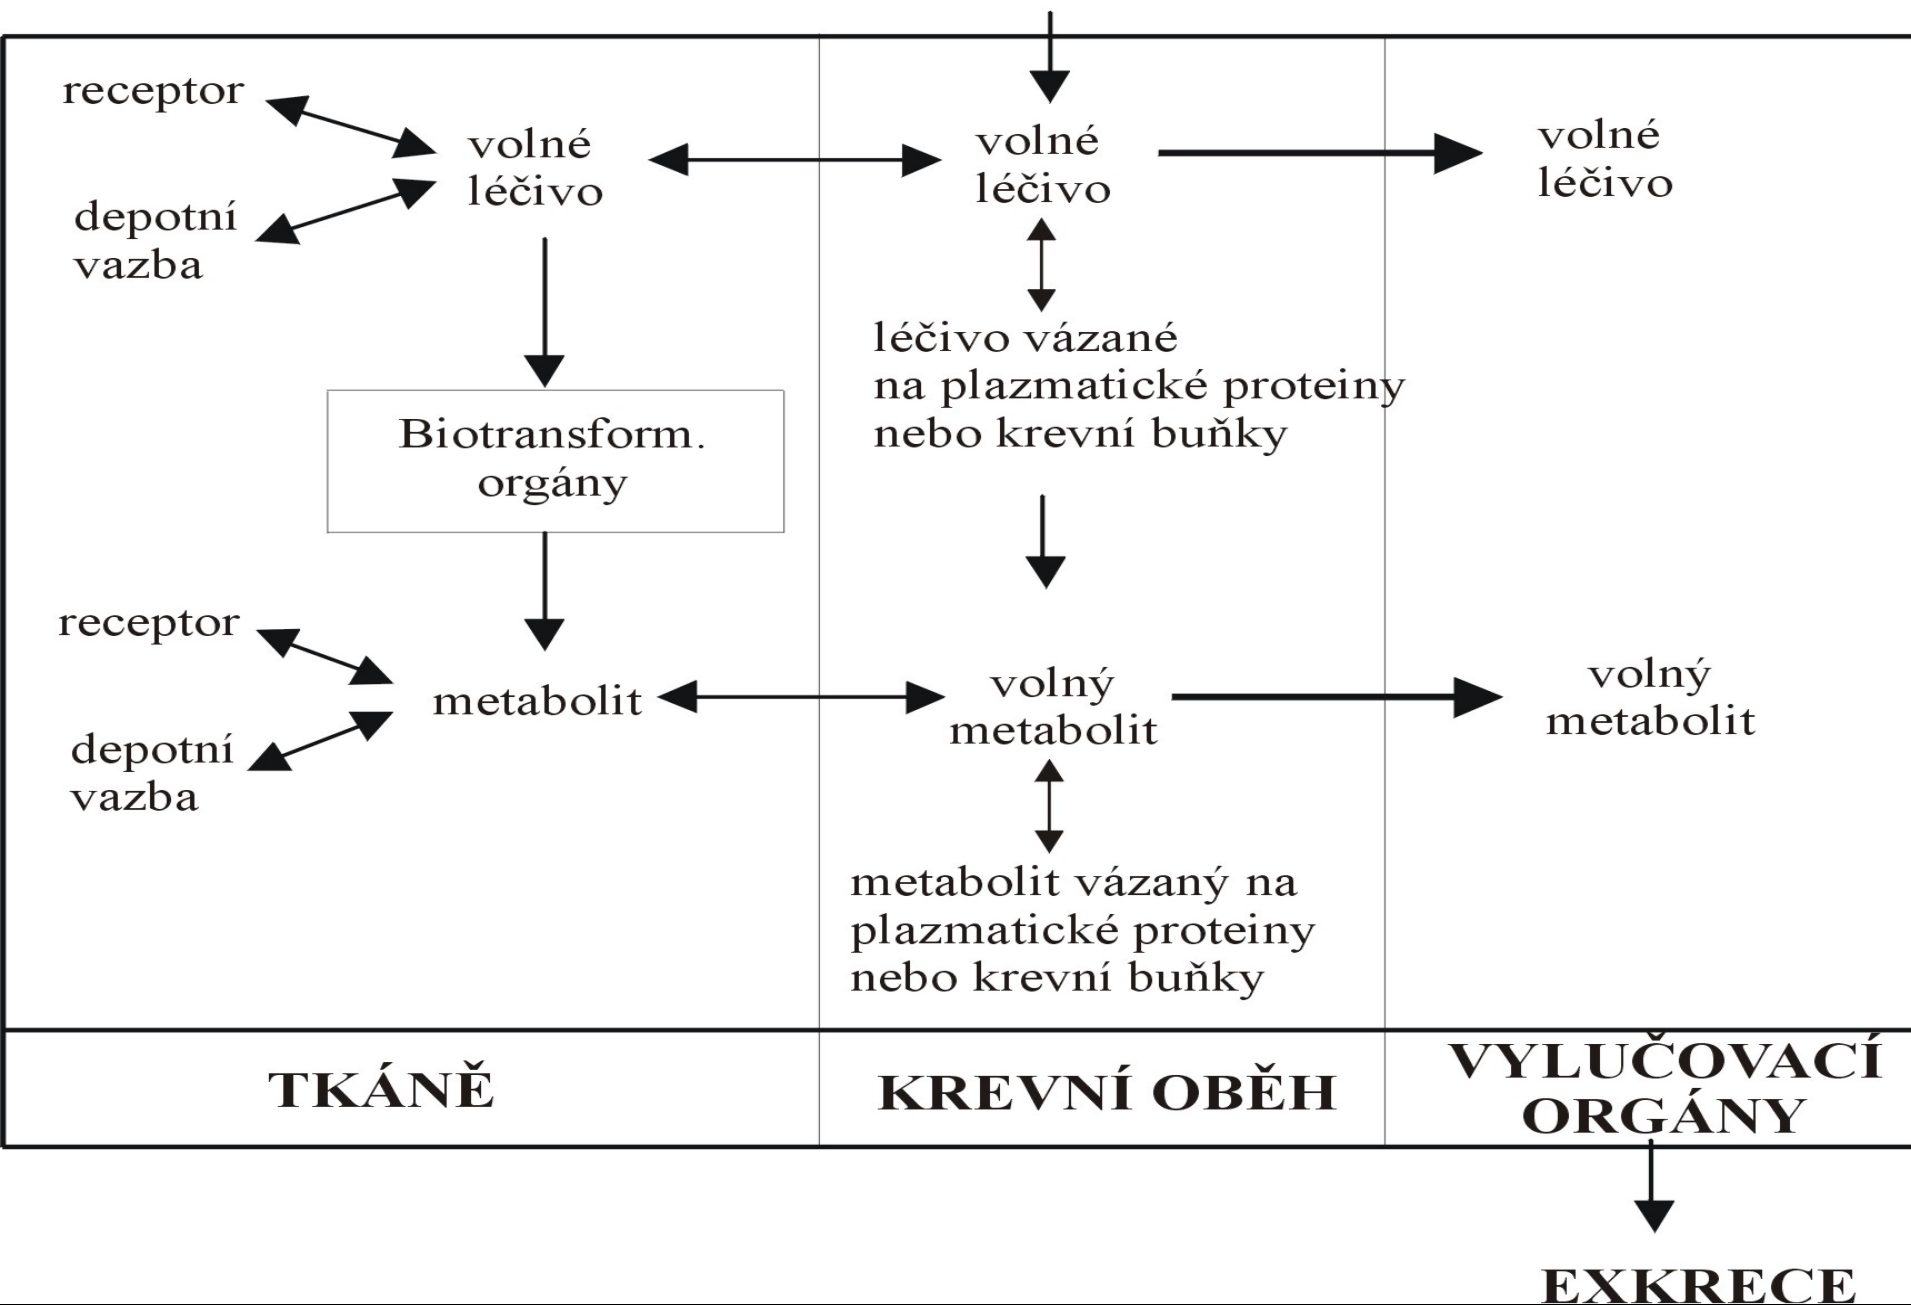 receptor
volné
léčivo
depotní
vazba
Biotransform.
orgány
receptor
metabolit
depotní
vazba
volné
léčivo
léčivo vázané
na plazmatické proteiny
nebo krevní buňky
volný
metabolit
metabolit vázaný na
plazmatické proteiny
nebo krevní buňky
volné
léčivo
volný
metabolit
TKÁNĚ
KREVNÍ OBĚH
VYLUČOVACÍ
ORGÁNY
EXKRECE